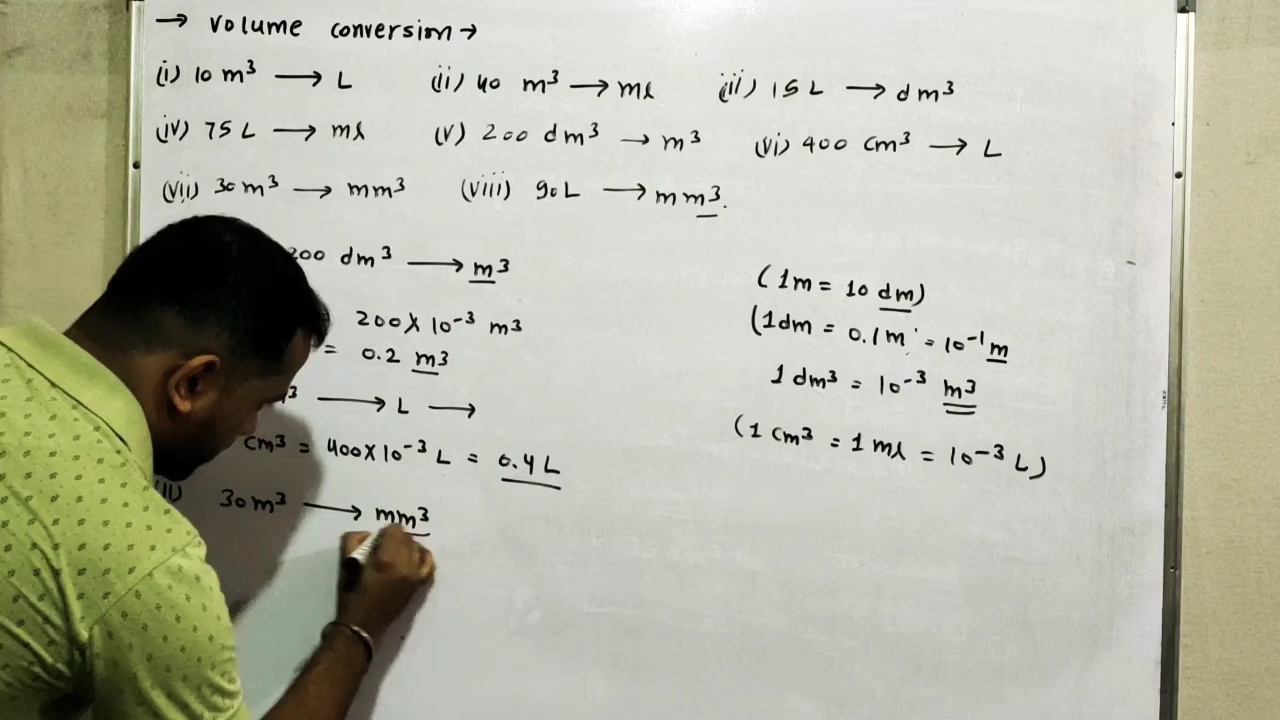 → Volume conversion →
(i) 10 m³ → L (ii) 40 m³ → ml (iii) 15 L → dm³
(iv) 75 L → ml (v) 200 dm³ → m³ (vi) 400 cm³ → L
(vii) 30 m³ → mm³ (viii) 90 L → mm³.
200 dm³ → m³
200 X 10⁻³ m³
= 0.2 m³
³ → L →
cm³ = 400 X 10⁻³ L = 0.4 L
30 m³ → mm³
(1m = 10 dm)
(1dm = 0.1 m = 10⁻¹ m
1 dm³ = 10⁻³ m³
(1 cm³ = 1 ml = 10⁻³ L)